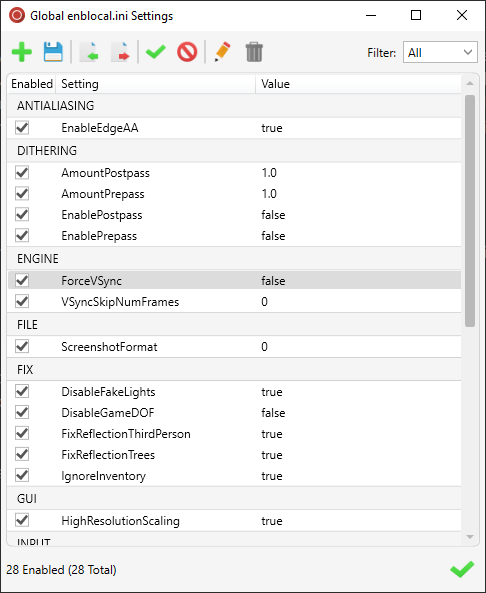 Global enblocal.ini Settings
Filter: All
Enabled Setting Value
ANTIALIASING
EnableEdgeAA true
DITHERING
AmountPostpass 1.0
AmountPrepass 1.0
EnablePostpass false
EnablePrepass false
ENGINE
ForceVSync false
VSyncSkipNumFrames 0
FILE
ScreenshotFormat 0
FIX
DisableFakeLights true
DisableGameDOF false
FixReflectionThirdPerson true
FixReflectionTrees true
IgnoreInventory true
GUI
HighResolutionScaling true
INPUT
28 Enabled (28 Total)